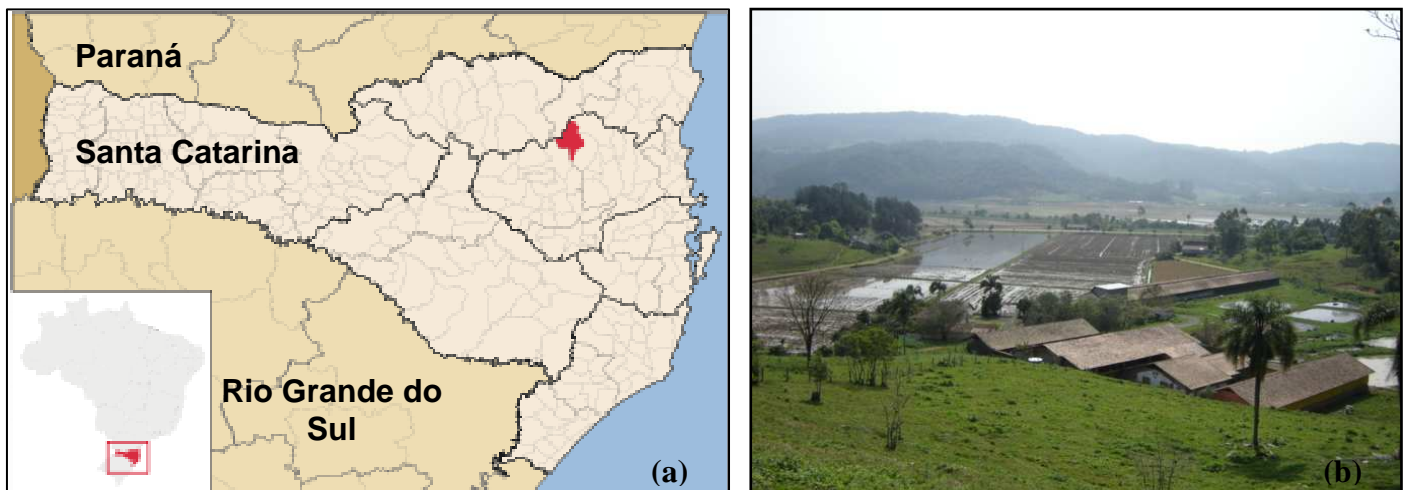 Paraná
Santa Catarina
Rio Grande do
Sul
(a)
(b)